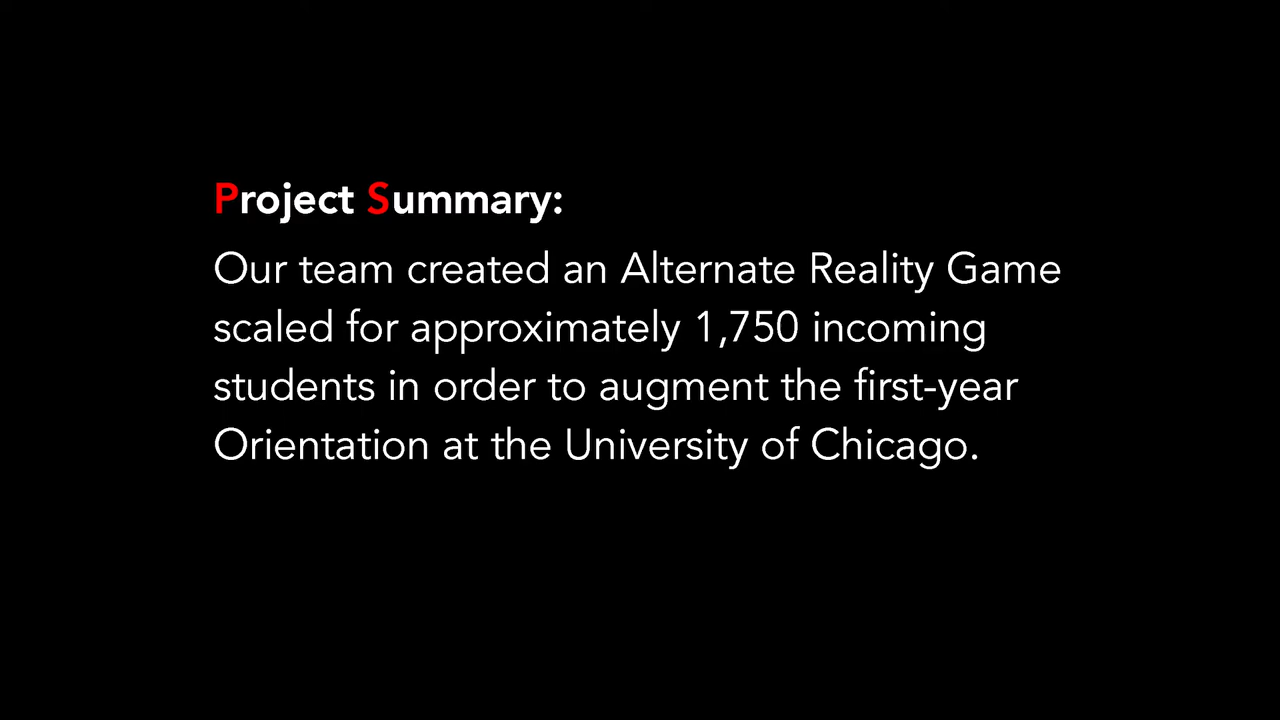 Project Summary:
Our team created an Alternate Reality Game
scaled for approximately 1,750 incoming
students in order to augment the first-year
Orientation at the University of Chicago.